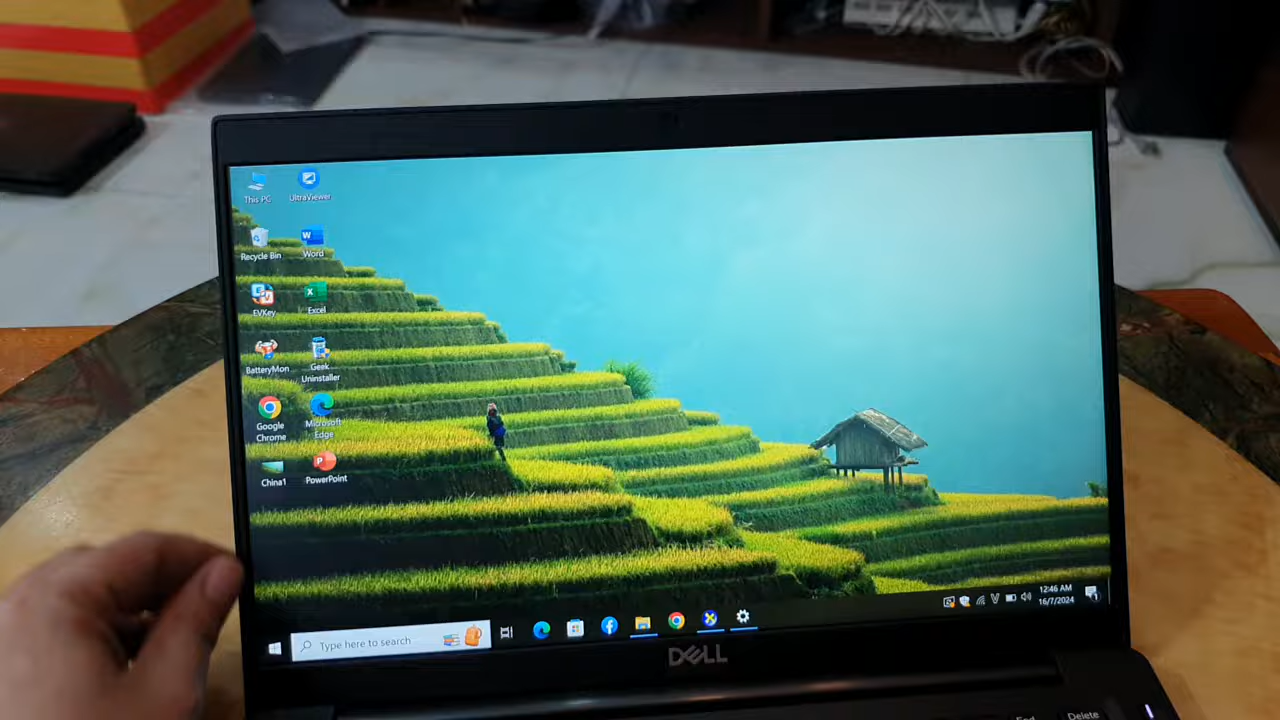 This PC
UltraViewer
Recycle Bin
Word
EVKey
Excel
BatteryMon
Geek
Uninstaller
Google
Chrome
Microsoft
Edge
China1
PowerPoint
Type here to search
12:46 AM
16/7/2024
DELL
End
Delete